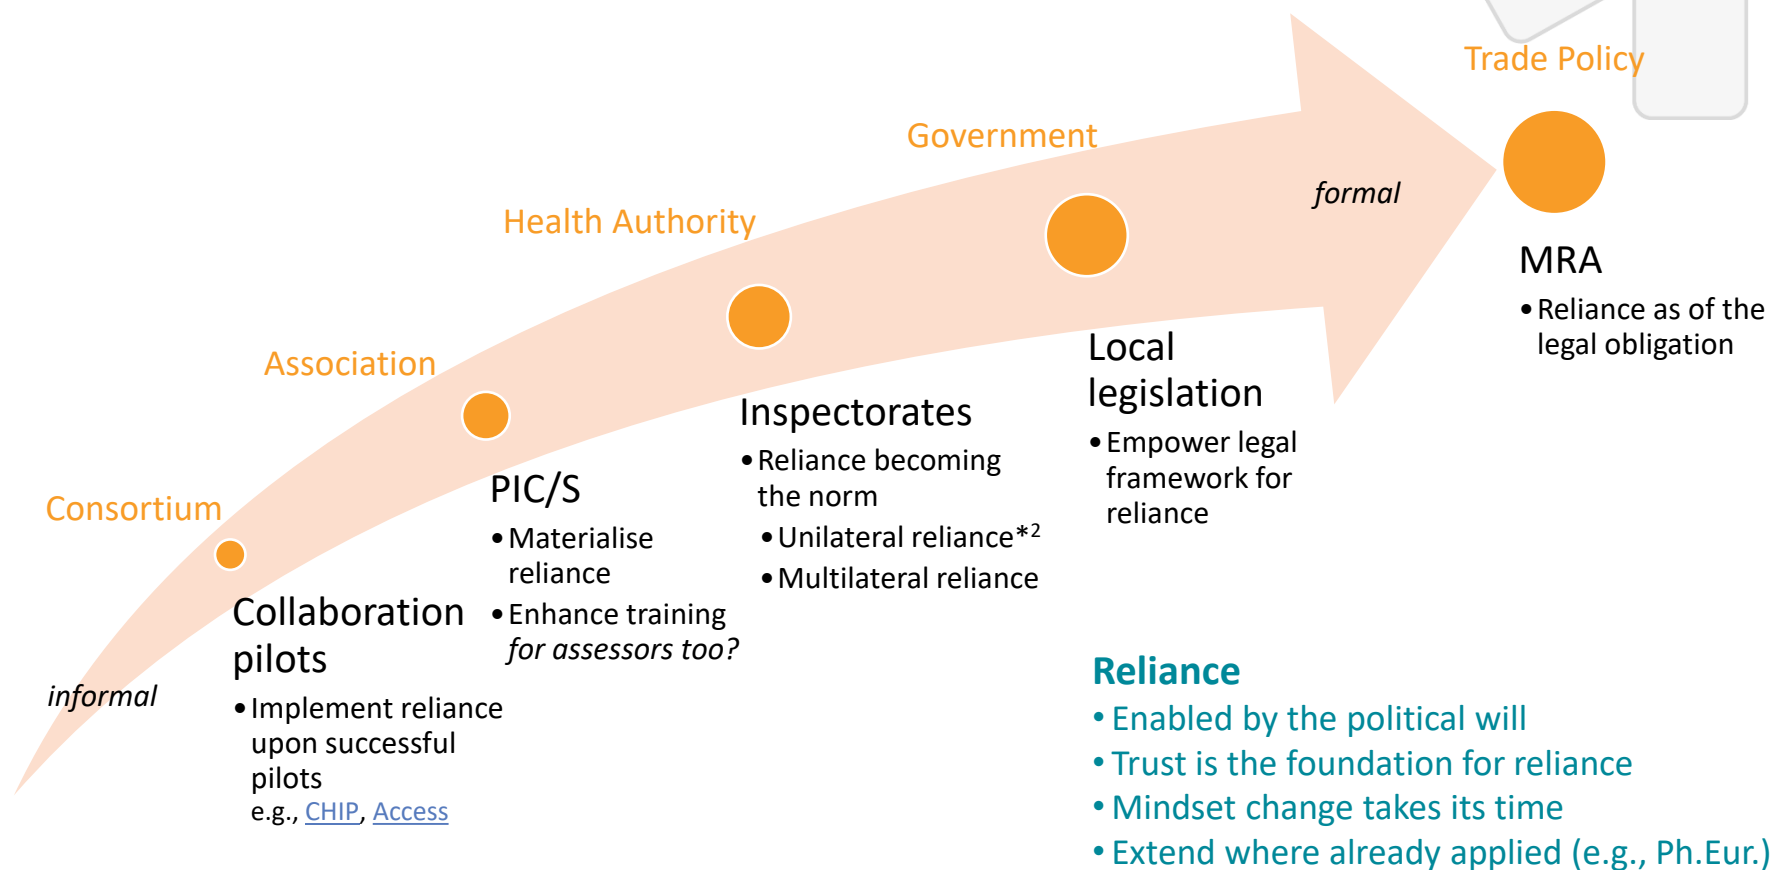 Trade Policy
Government
formal
Health Authority
MRA
• Reliance as of the
legal obligation
Local
legislation
• Empower legal
framework for
reliance
Association
Inspectorates
• Reliance becoming
the norm
• Unilateral reliance*2
• Multilateral reliance
PIC/S
• Materialise
reliance
• Enhance training
for assessors too?
Consortium
Collaboration
pilots
• Implement reliance
upon successful
pilots
e.g., CHIP, Access
informal
Reliance
• Enabled by the political will
• Trust is the foundation for reliance
• Mindset change takes its time
• Extend where already applied (e.g., Ph.Eur.)